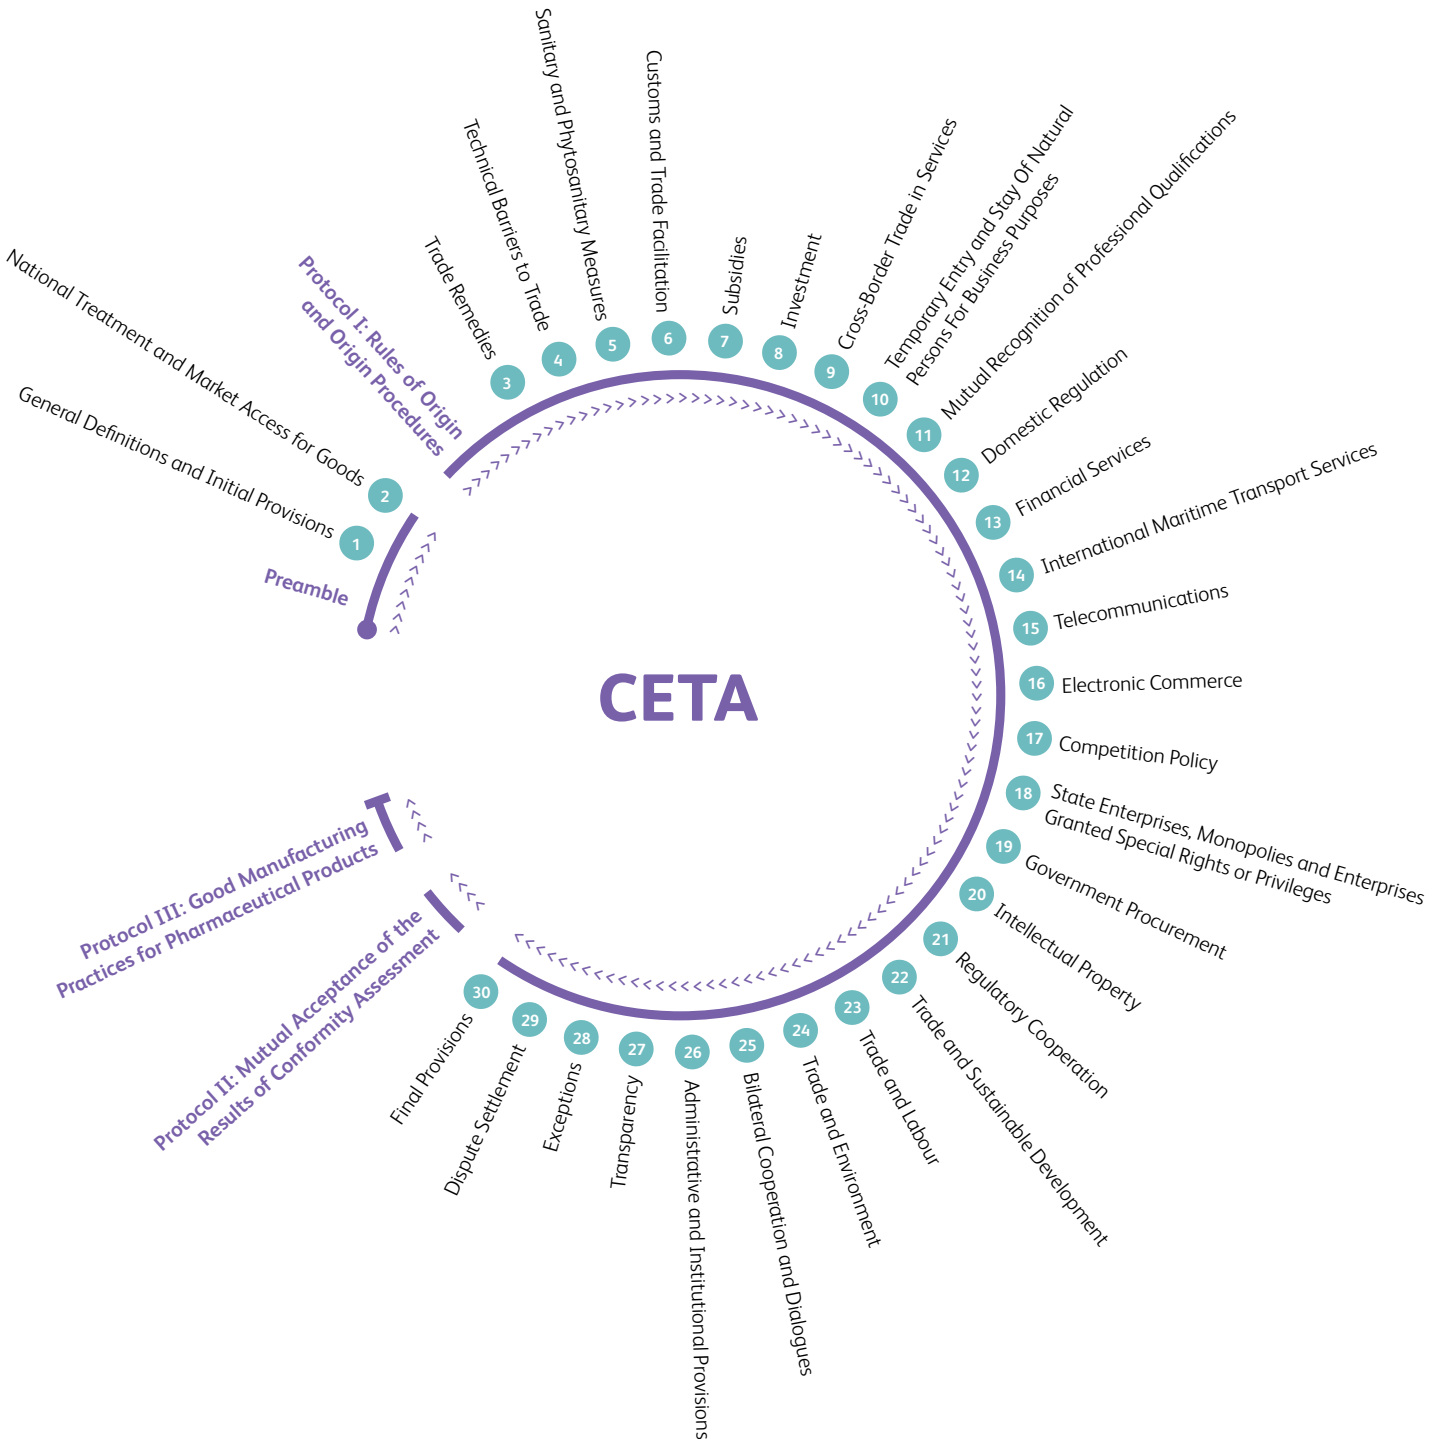 CETA
Preamble
1
General Definitions and Initial Provisions
2
National Treatment and Market Access for Goods
Protocol I: Rules of Origin
and Origin Procedures
3
Trade Remedies
4
Technical Barriers to Trade
5
Sanitary and Phytosanitary Measures
6
Customs and Trade Facilitation
7
Subsidies
8
Investment
9
Cross-Border Trade in Services
10
Temporary Entry and Stay Of Natural
Persons For Business Purposes
11
Mutual Recognition of Professional Qualifications
12
Domestic Regulation
13
Financial Services
14
International Maritime Transport Services
15
Telecommunications
16
Electronic Commerce
17
Competition Policy
18
State Enterprises, Monopolies and Enterprises
Granted Special Rights or Privileges
19
Government Procurement
20
Intellectual Property
21
Regulatory Cooperation
22
Trade and Sustainable Development
23
Trade and Labour
24
Trade and Environment
25
Bilateral Cooperation and Dialogues
26
Administrative and Institutional Provisions
27
Transparency
28
Exceptions
29
Dispute Settlement
30
Final Provisions
Protocol II: Mutual Acceptance of the
Results of Conformity Assessment
Protocol III: Good Manufacturing
Practices for Pharmaceutical Products